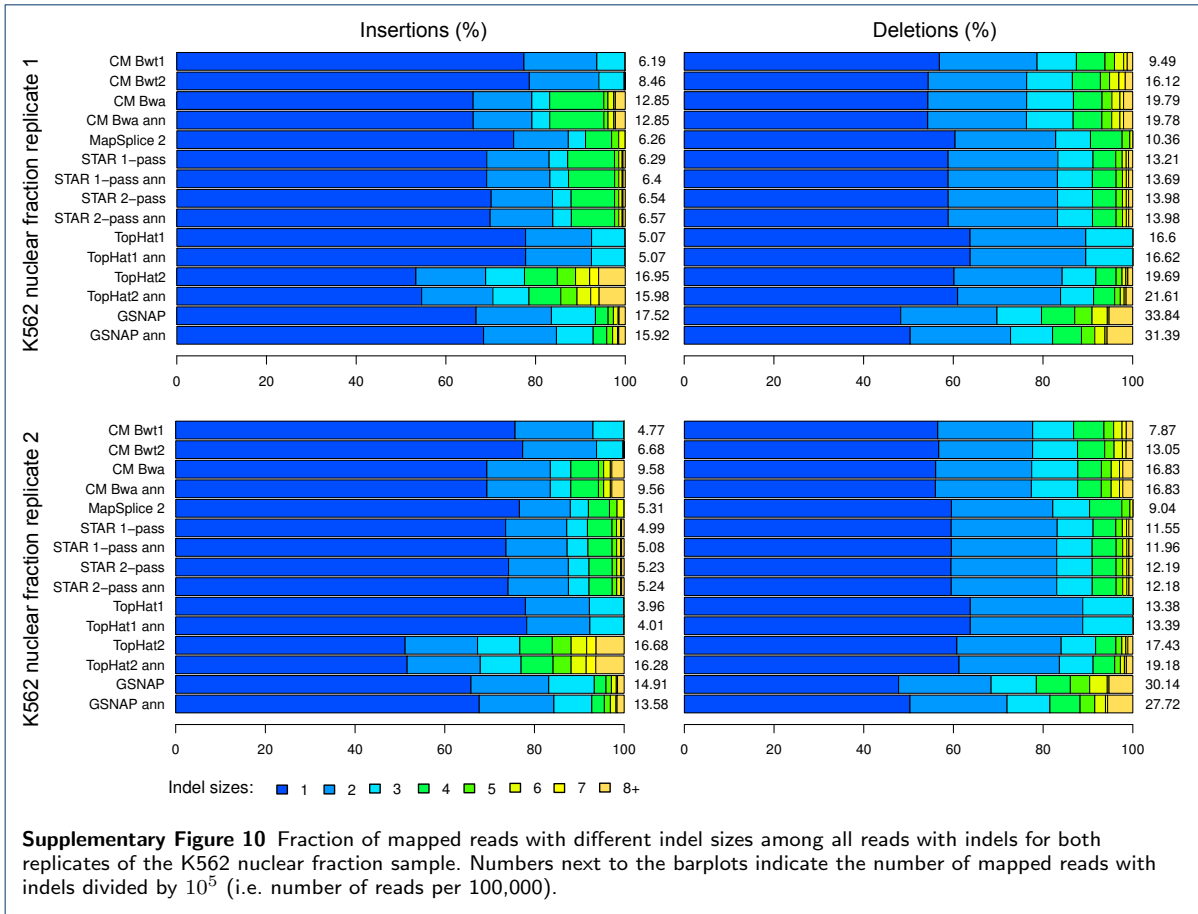 Insertions (%)
Deletions (%)
K562 nuclear fraction replicate 1
CM Bwt1 6.19 9.49
CM Bwt2 8.46 16.12
CM Bwa 12.85 19.79
CM Bwa ann 12.85 19.78
MapSplice 2 6.26 10.36
STAR 1−pass 6.29 13.21
STAR 1−pass ann 6.4 13.69
STAR 2−pass 6.54 13.98
STAR 2−pass ann 6.57 13.98
TopHat1 5.07 16.6
TopHat1 ann 5.07 16.62
TopHat2 16.95 19.69
TopHat2 ann 15.98 21.61
GSNAP 17.52 33.84
GSNAP ann 15.92 31.39
0 20 40 60 80 100 0 20 40 60 80 100
K562 nuclear fraction replicate 2
CM Bwt1 4.77 7.87
CM Bwt2 6.68 13.05
CM Bwa 9.58 16.83
CM Bwa ann 9.56 16.83
MapSplice 2 5.31 9.04
STAR 1−pass 4.99 11.55
STAR 1−pass ann 5.08 11.96
STAR 2−pass 5.23 12.19
STAR 2−pass ann 5.24 12.18
TopHat1 3.96 13.38
TopHat1 ann 4.01 13.39
TopHat2 16.68 17.43
TopHat2 ann 16.28 19.18
GSNAP 14.91 30.14
GSNAP ann 13.58 27.72
0 20 40 60 80 100 0 20 40 60 80 100
Indel sizes: 1 2 3 4 5 6 7 8+
Supplementary Figure 10 Fraction of mapped reads with different indel sizes among all reads with indels for both
replicates of the K562 nuclear fraction sample. Numbers next to the barplots indicate the number of mapped reads with
indels divided by 10⁵ (i.e. number of reads per 100,000).